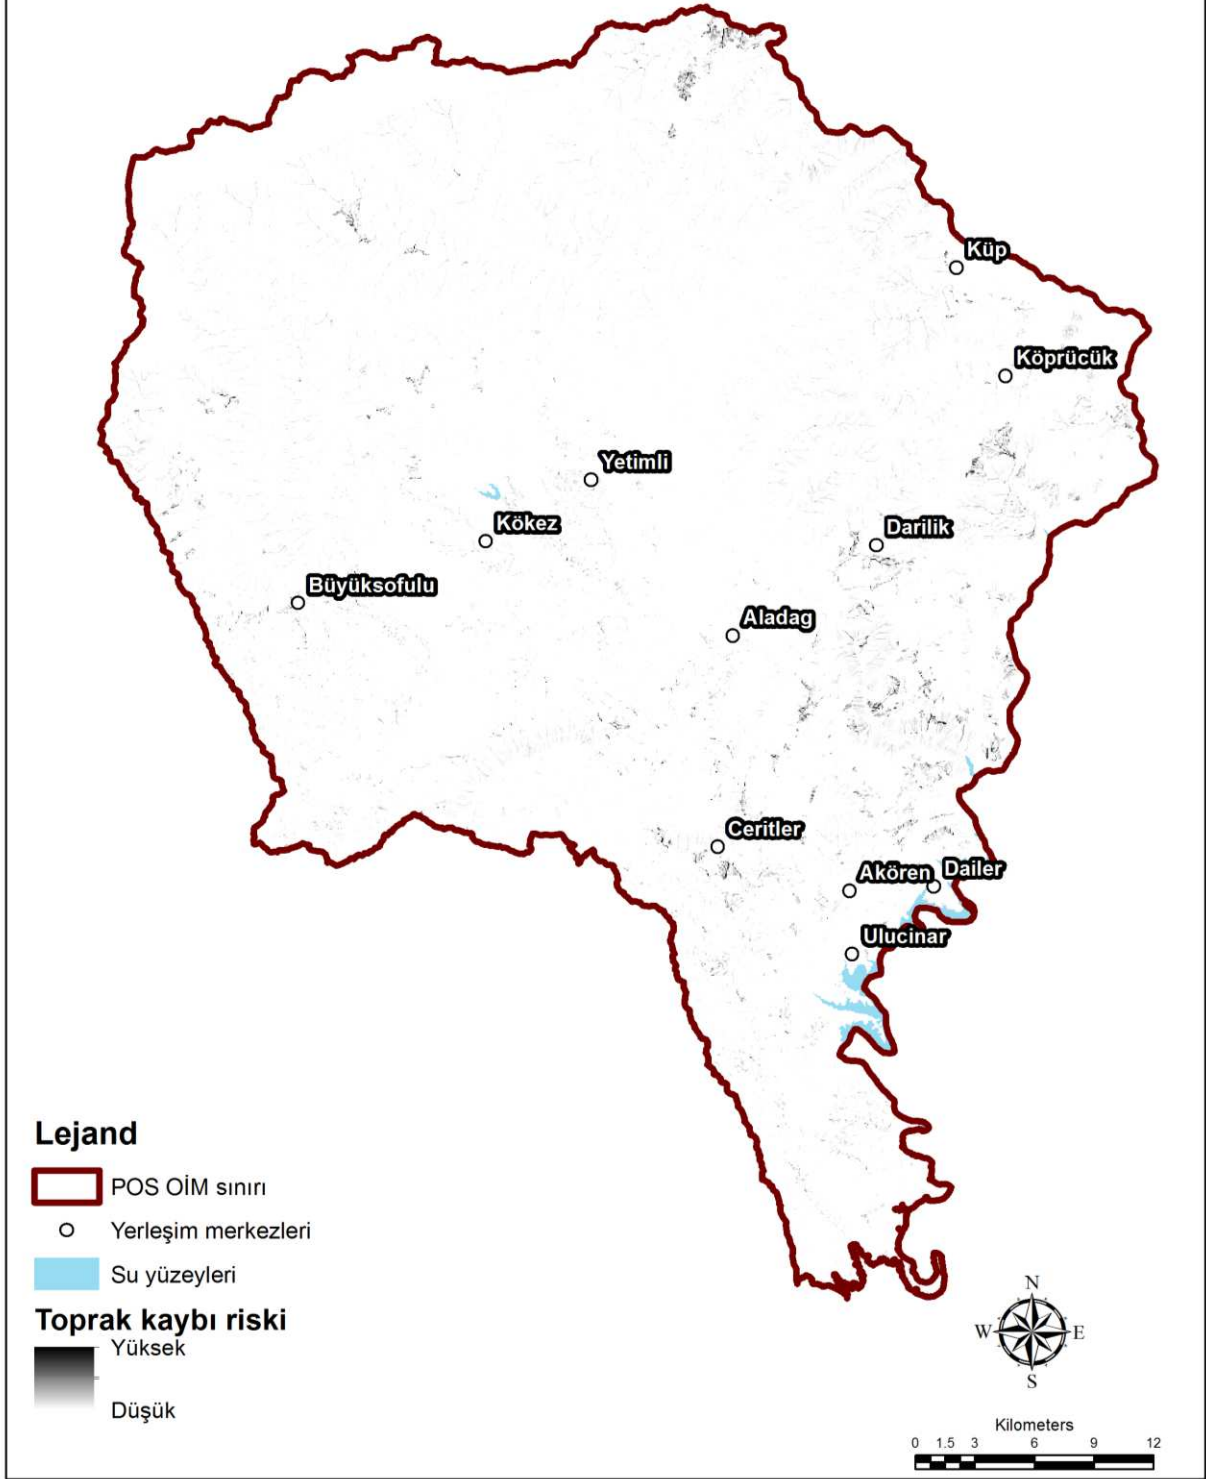 Küp
Köprücük
Yetimli
Kökez
Darilik
Büyüksofulu
Aladag
Ceritler
Akören
Dailer
Ulucinar
Lejand
POS OİM sınırı
Yerleşim merkezleri
Su yüzeyleri
Toprak kaybı riski
Yüksek
Düşük
N
W E
S
Kilometers
0 1.5 3 6 9 12